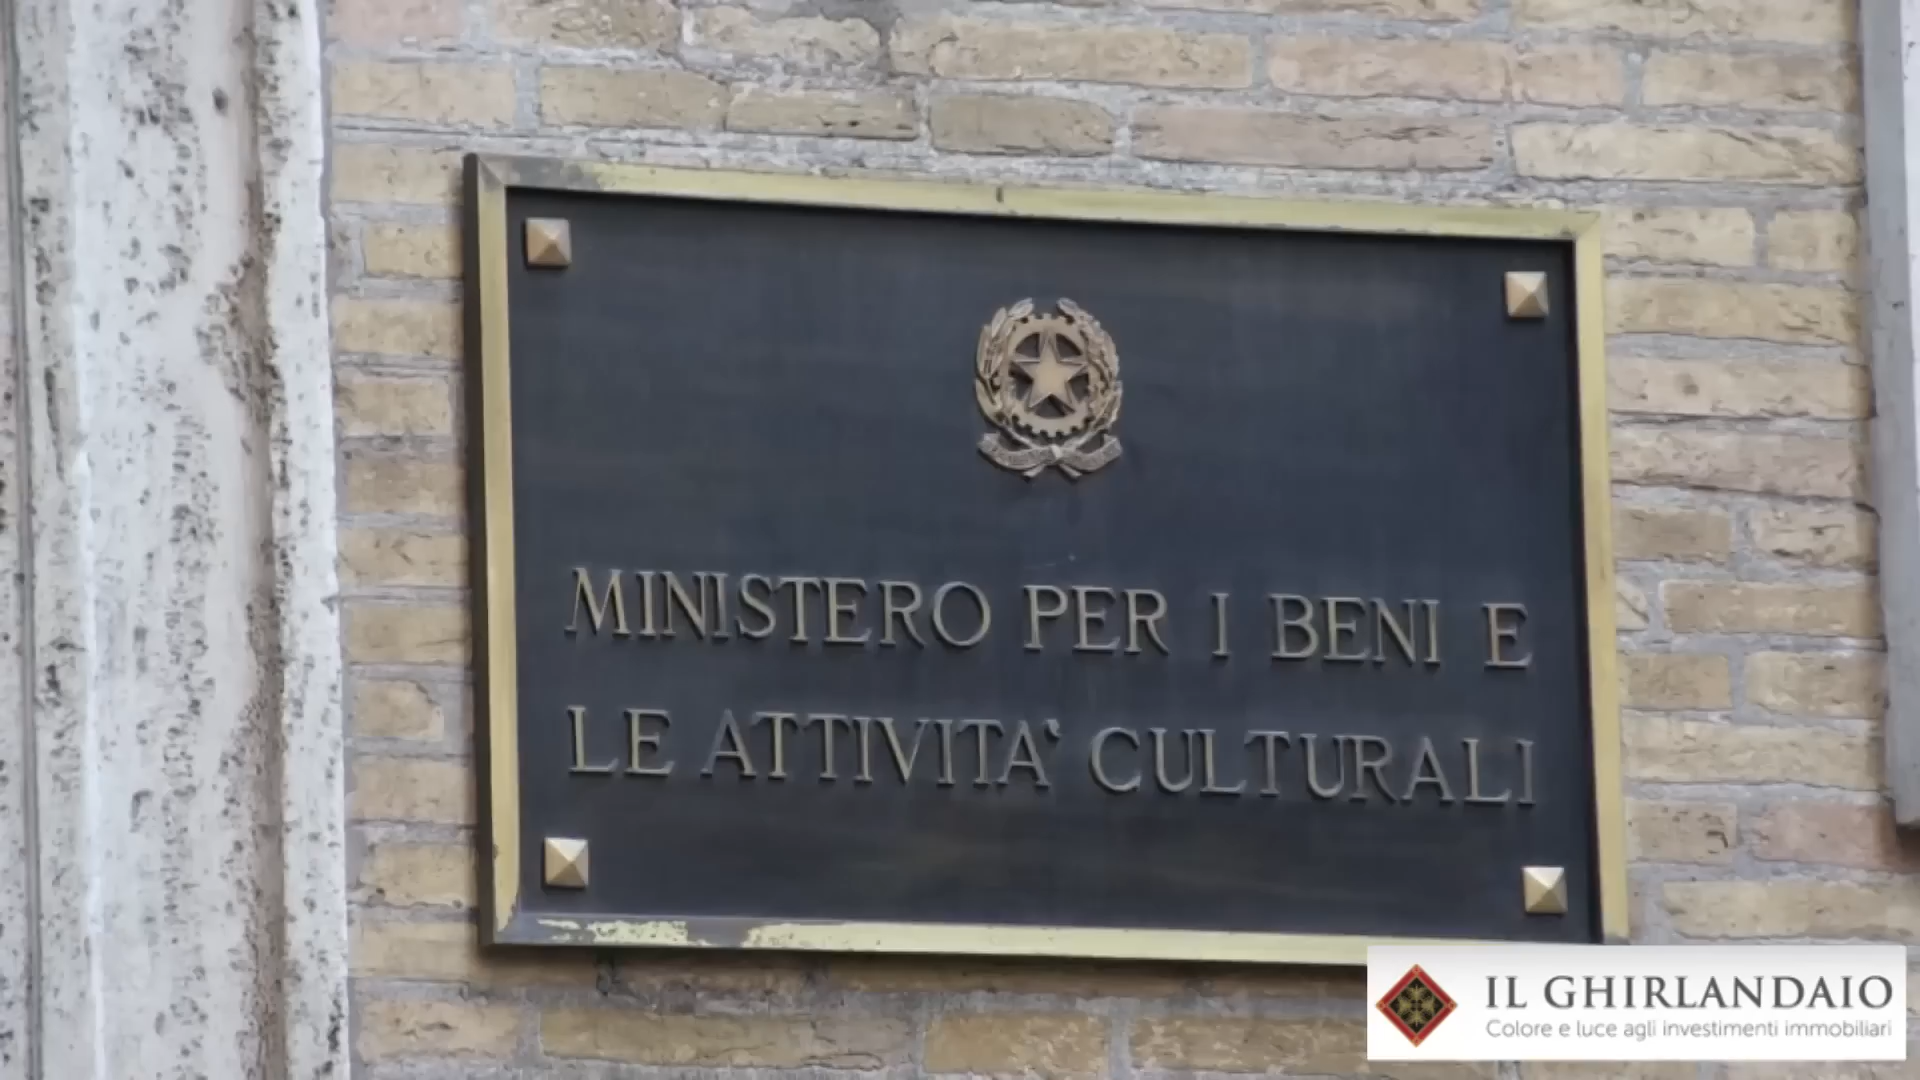 MINISTERO PER I BENI E
LE ATTIVITA' CULTURALI
IL GHIRLANDAIO
Colore e luce agli investimenti immobiliari